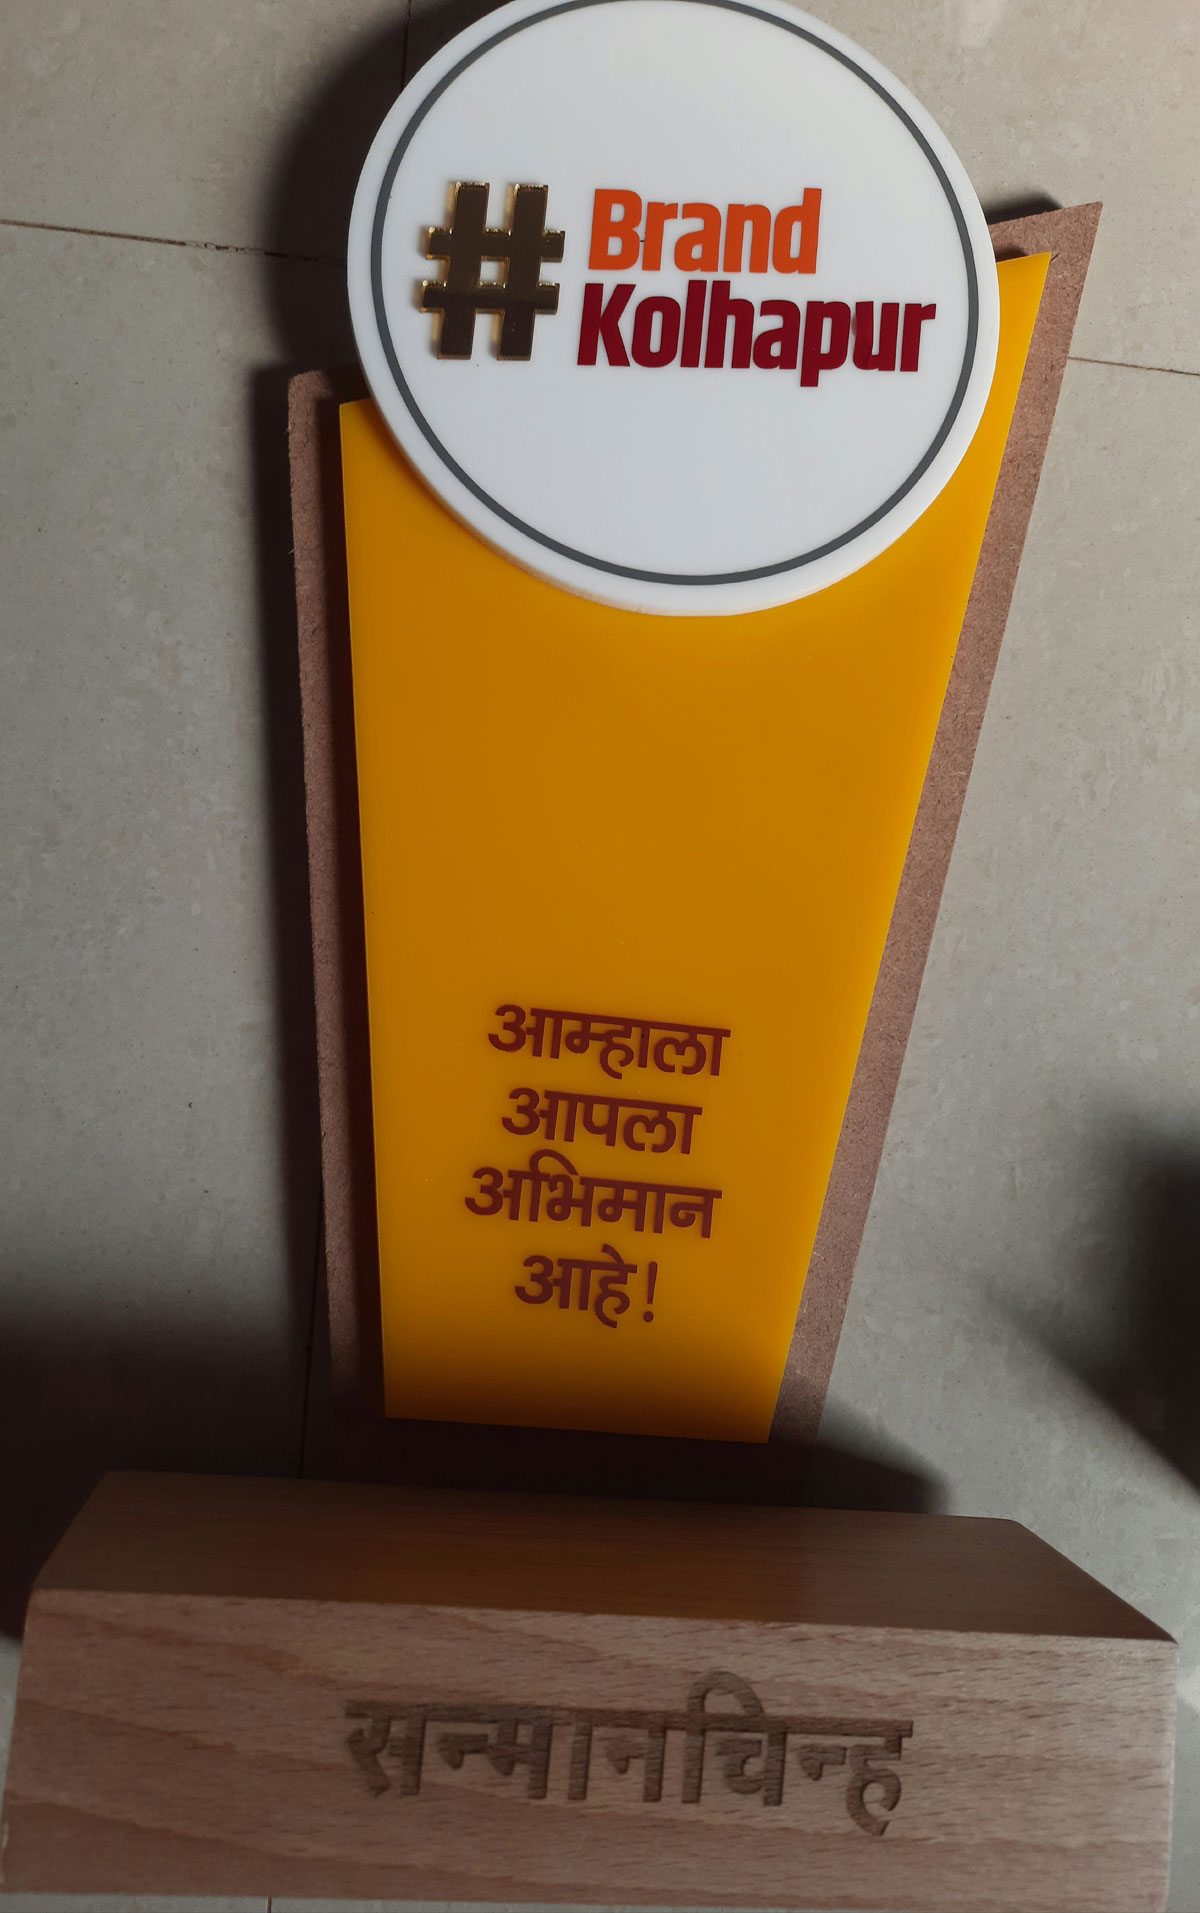 # Brand
Kolhapur
आम्हाला
आपला
अभिमान
आहे!
सन्मानचिन्ह